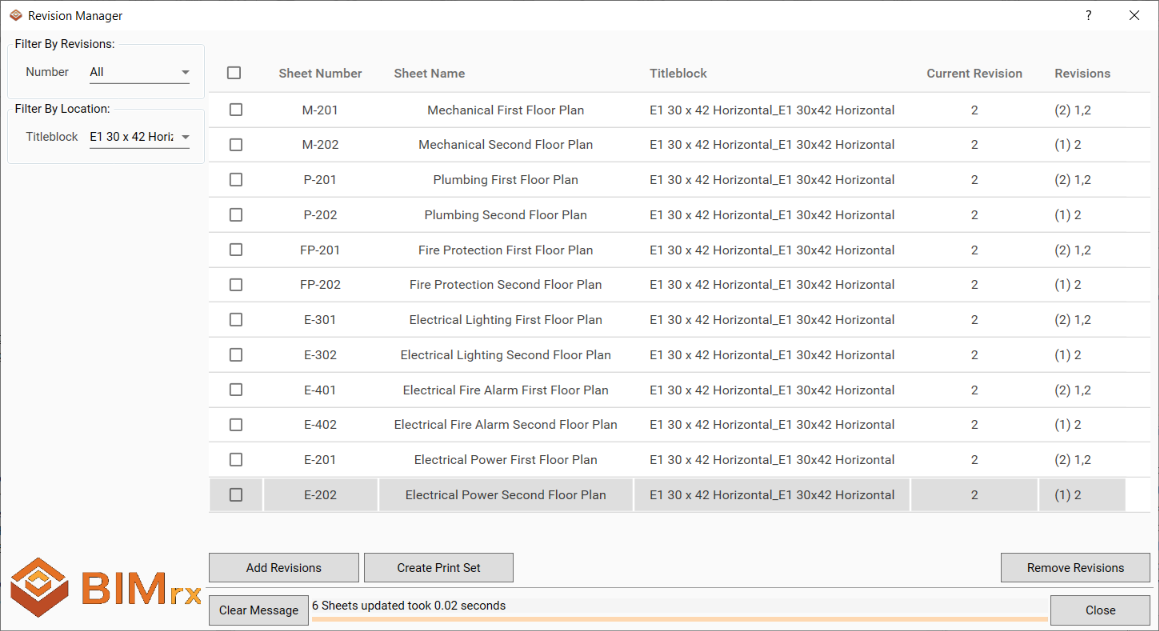 Revision Manager
?
Filter By Revisions:
Number All
Filter By Location:
Titleblock E1 30 x 42 Horiz
Sheet Number Sheet Name Titleblock Current Revision Revisions
M-201 Mechanical First Floor Plan E1 30 x 42 Horizontal_E1 30x42 Horizontal 2 (2) 1,2
M-202 Mechanical Second Floor Plan E1 30 x 42 Horizontal_E1 30x42 Horizontal 2 (1) 2
P-201 Plumbing First Floor Plan E1 30 x 42 Horizontal_E1 30x42 Horizontal 2 (2) 1,2
P-202 Plumbing Second Floor Plan E1 30 x 42 Horizontal_E1 30x42 Horizontal 2 (1) 2
FP-201 Fire Protection First Floor Plan E1 30 x 42 Horizontal_E1 30x42 Horizontal 2 (2) 1,2
FP-202 Fire Protection Second Floor Plan E1 30 x 42 Horizontal_E1 30x42 Horizontal 2 (1) 2
E-301 Electrical Lighting First Floor Plan E1 30 x 42 Horizontal_E1 30x42 Horizontal 2 (2) 1,2
E-302 Electrical Lighting Second Floor Plan E1 30 x 42 Horizontal_E1 30x42 Horizontal 2 (1) 2
E-401 Electrical Fire Alarm First Floor Plan E1 30 x 42 Horizontal_E1 30x42 Horizontal 2 (2) 1,2
E-402 Electrical Fire Alarm Second Floor Plan E1 30 x 42 Horizontal_E1 30x42 Horizontal 2 (1) 2
E-201 Electrical Power First Floor Plan E1 30 x 42 Horizontal_E1 30x42 Horizontal 2 (2) 1,2
E-202 Electrical Power Second Floor Plan E1 30 x 42 Horizontal_E1 30x42 Horizontal 2 (1) 2
BIMrx
Add Revisions Create Print Set Remove Revisions
Clear Message 6 Sheets updated took 0.02 seconds Close